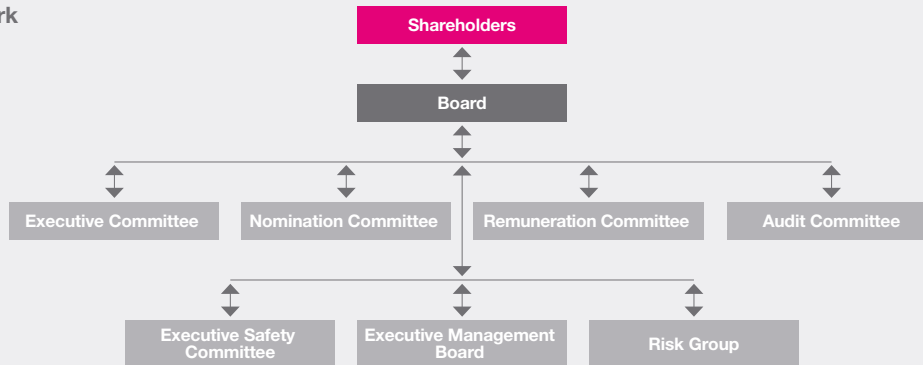 rk
Shareholders
Board
Executive Committee
Nomination Committee
Remuneration Committee
Audit Committee
Executive Safety
Committee
Executive Management
Board
Risk Group